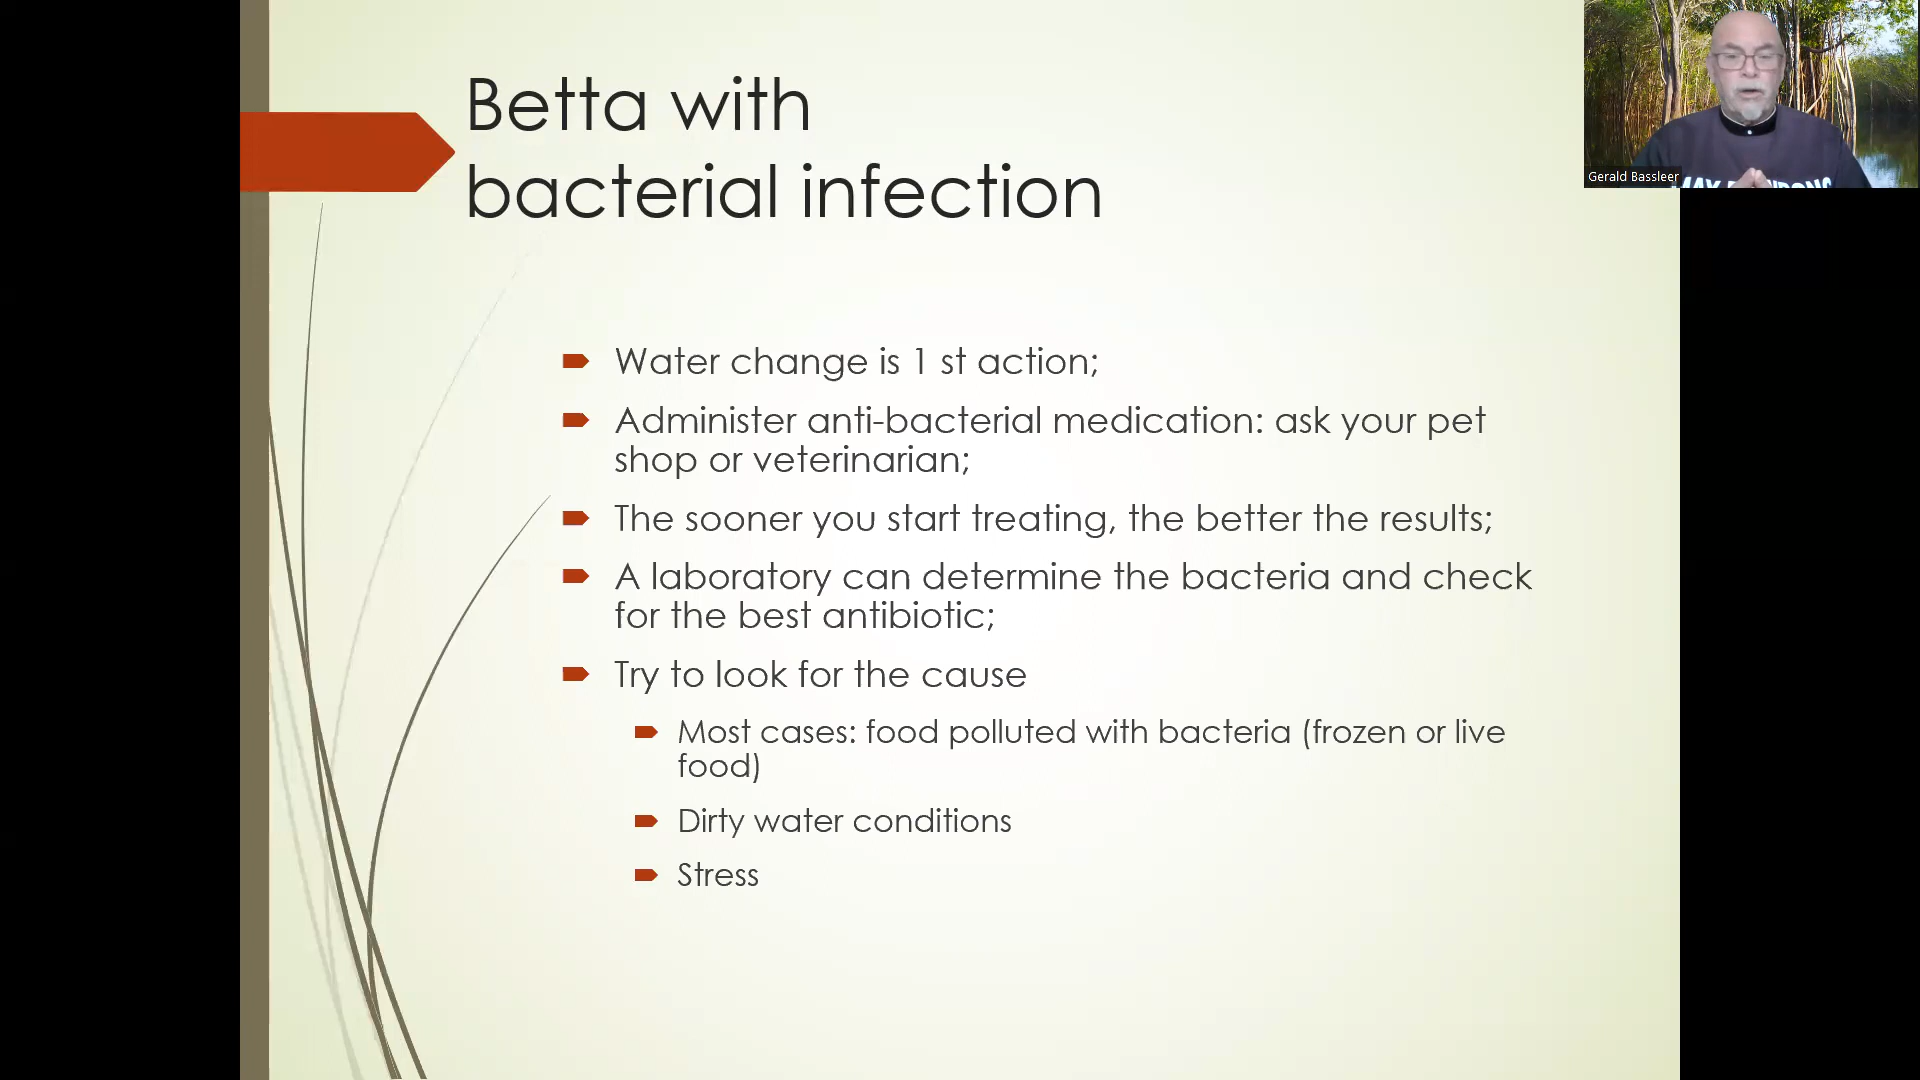 Betta with
bacterial infection
Water change is 1 st action;
Administer anti-bacterial medication: ask your pet
shop or veterinarian;
The sooner you start treating, the better the results;
A laboratory can determine the bacteria and check
for the best antibiotic;
Try to look for the cause
Most cases: food polluted with bacteria (frozen or live
food)
Dirty water conditions
Stress
Gerald Bassleer